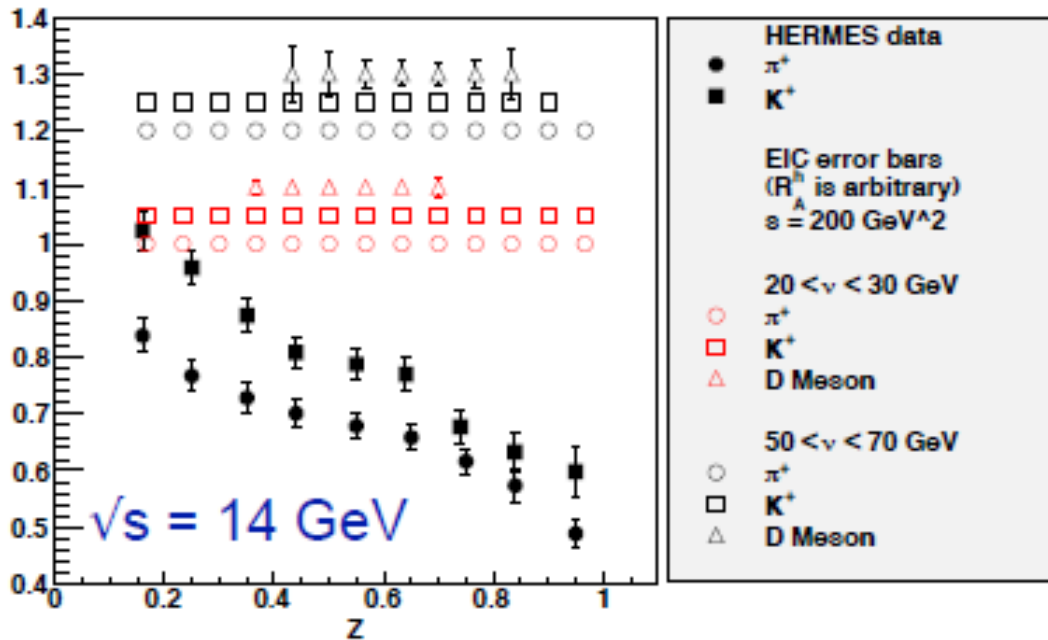 1.4
1.3
1.2
1.1
1
0.9
0.8
0.7
0.6
0.5
0.4
0 0.2 0.4 0.6 0.8 1
z
√s = 14 GeV
HERMES data
π⁺
K⁺
EIC error bars
(R^h_A is arbitrary)
s = 200 GeV^2
20 < ν < 30 GeV
π⁺
K⁺
D Meson
50 < ν < 70 GeV
π⁺
K⁺
D Meson